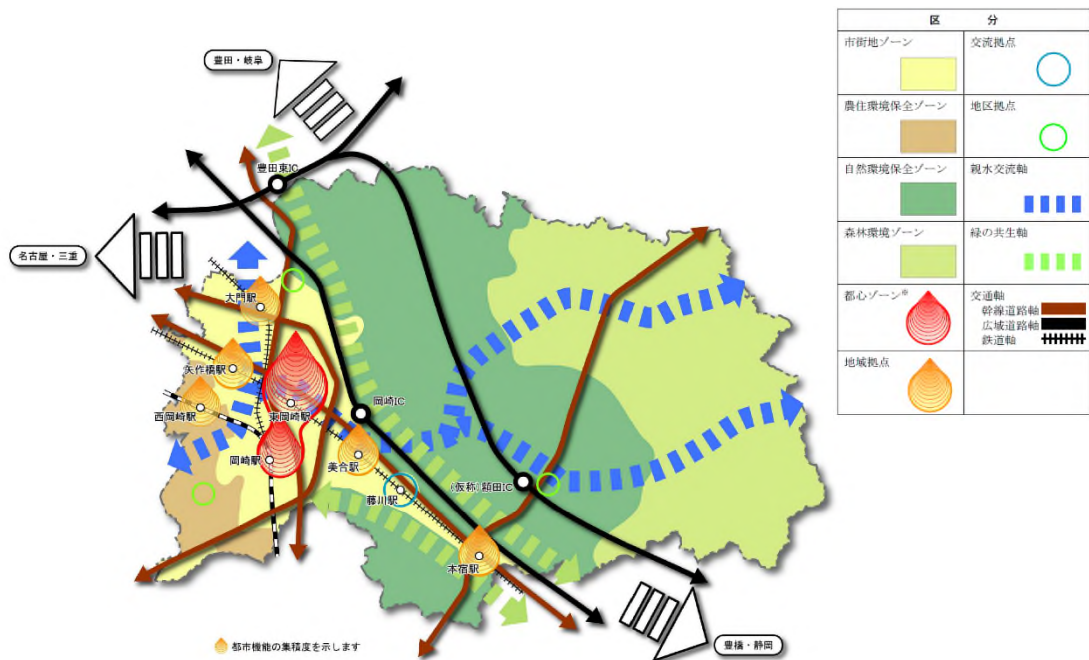 豊田・岐阜
豊田東IC
名古屋・三重
大門駅
矢作橋駅
西岡崎駅
東岡崎駅
岡崎IC
岡崎駅
美合駅
藤川駅
(仮称)額田IC
本宿駅
豊橋・静岡
都市機能の集積度を示します
区 分
市街地ゾーン
交流拠点
農住環境保全ゾーン
地区拠点
自然環境保全ゾーン
親水交流軸
森林環境ゾーン
緑の共生軸
都心ゾーン※
交通軸
幹線道路軸
広域道路軸
鉄道軸
地域拠点